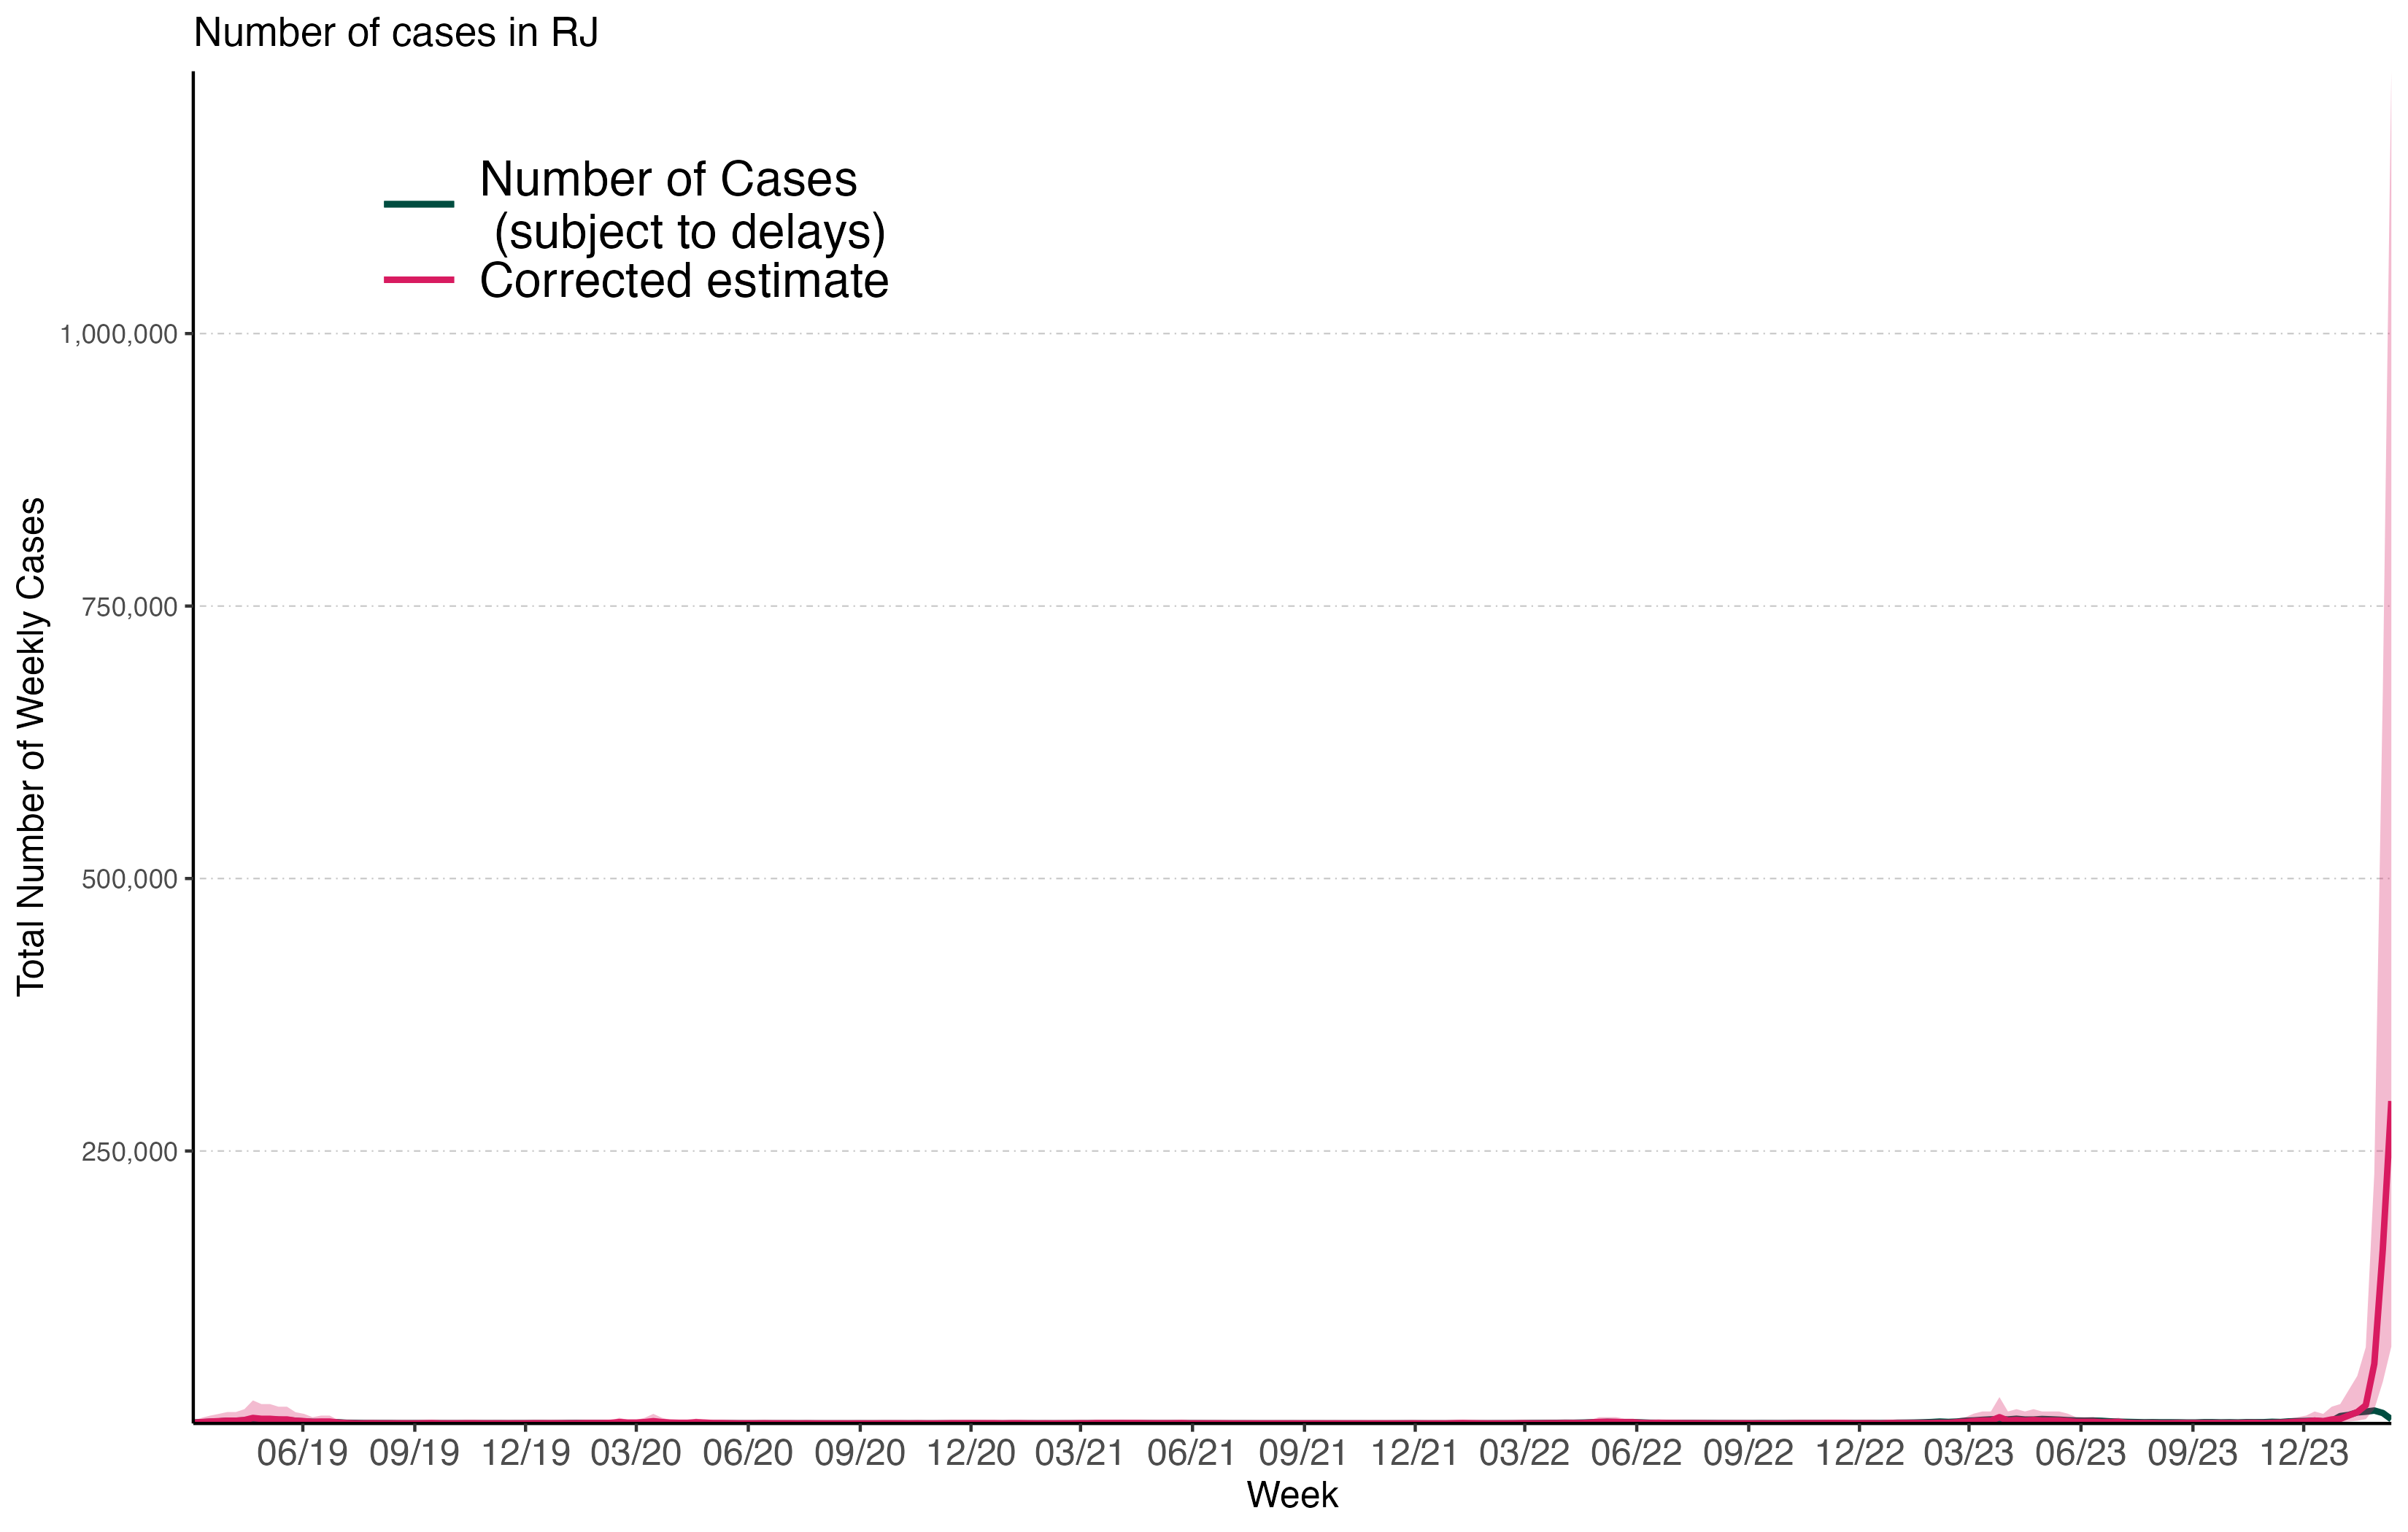 Number of cases in RJ
Number of Cases
(subject to delays)
Corrected estimate
1,000,000
750,000
500,000
250,000
Total Number of Weekly Cases
06/19 09/19 12/19 03/20 06/20 09/20 12/20 03/21 06/21 09/21 12/21 03/22 06/22 09/22 12/22 03/23 06/23 09/23 12/23
Week